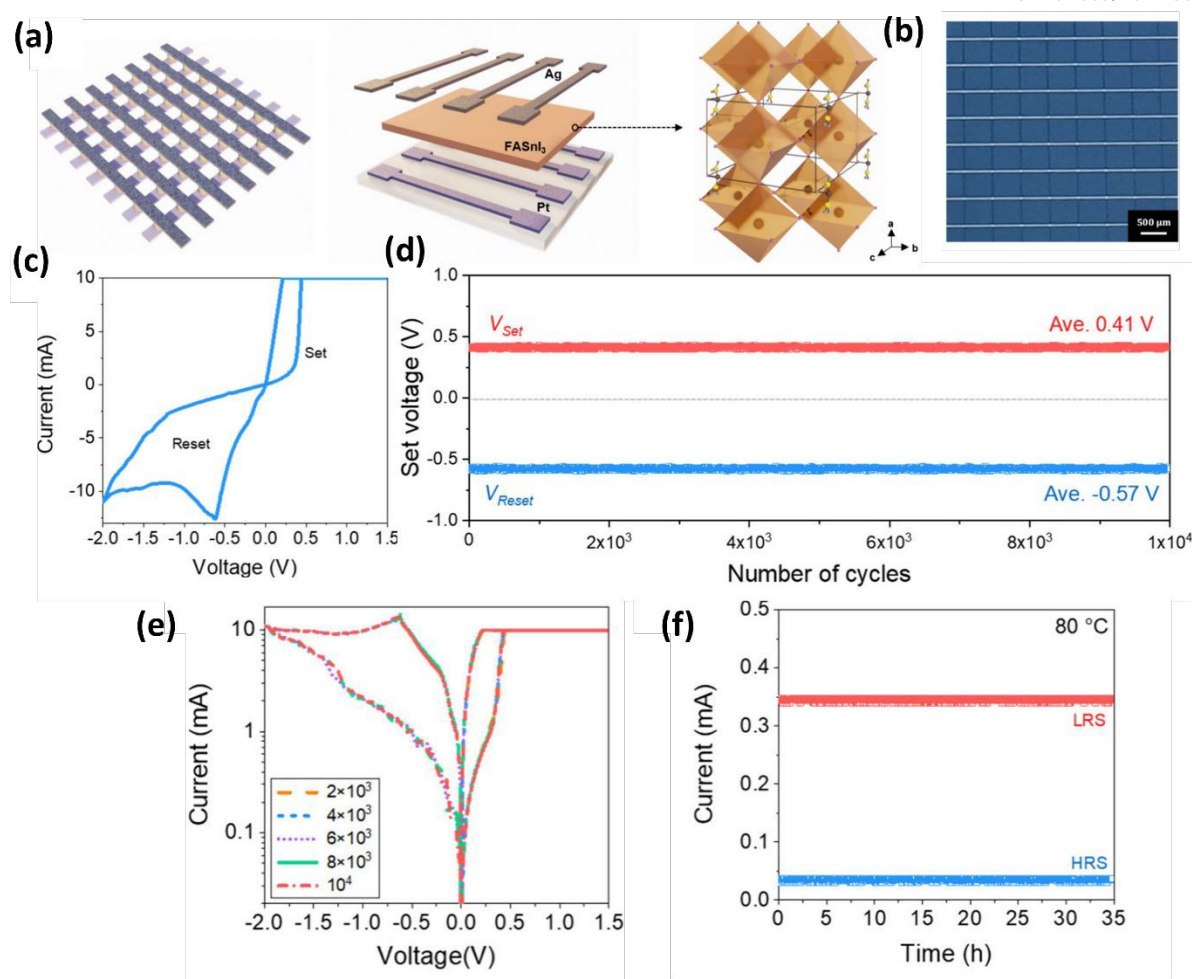 (a)
Ag
FASnI₃
Pt
a
b
c
(b)
500 μm
(c)
10
5
0
-5
-10
Current (mA)
Set
Reset
-2.0 -1.5 -1.0 -0.5 0.0 0.5 1.0 1.5
Voltage (V)
(d)
1.0
0.5
0.0
-0.5
-1.0
Set voltage (V)
V_Set
Ave. 0.41 V
V_Reset
Ave. -0.57 V
0 2x10³ 4x10³ 6x10³ 8x10³ 1x10⁴
Number of cycles
(e)
10
1
0.1
Current (mA)
2×10³
4×10³
6×10³
8×10³
10⁴
-2.0 -1.5 -1.0 -0.5 0.0 0.5 1.0 1.5
Voltage(V)
(f)
0.5
0.4
0.3
0.2
0.1
0.0
Current (mA)
80 °C
LRS
HRS
0 5 10 15 20 25 30 35
Time (h)